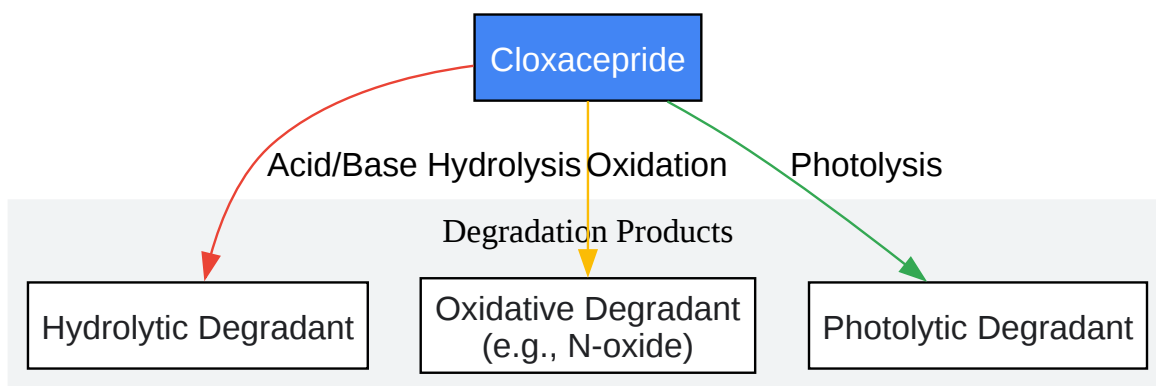 Cloxacepride
Acid/Base Hydrolysis
Oxidation
Photolysis
Degradation Products
Hydrolytic Degradant
Oxidative Degradant
(e.g., N-oxide)
Photolytic Degradant